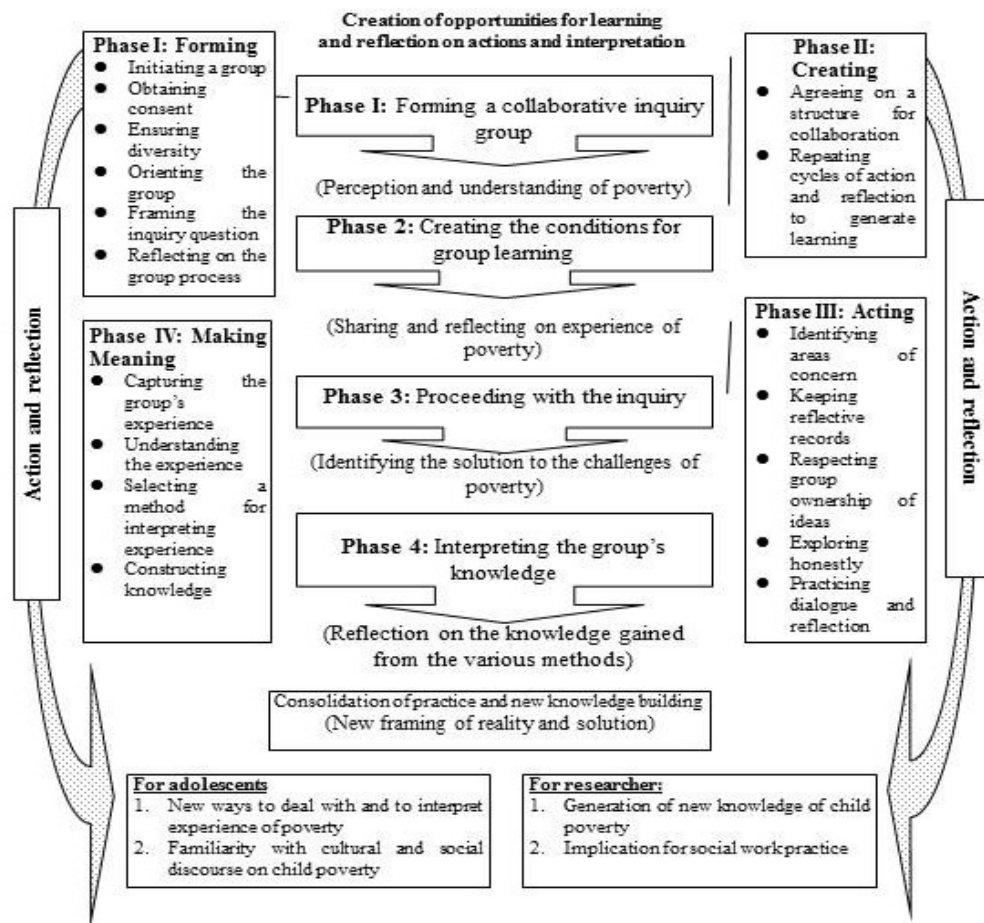 Creation of opportunities for learning
and reflection on actions and interpretation
Phase I: Forming
● Initiating a group
● Obtaining
consent
● Ensuring
diversity
● Orienting the
group
● Framing the
inquiry question
● Reflecting on the
group process
Phase I: Forming a collaborative inquiry
group
(Perception and understanding of poverty)
Phase 2: Creating the conditions for
group learning
(Sharing and reflecting on experience of
poverty)
Phase 3: Proceeding with the inquiry
(Identifying the solution to the challenges of
poverty)
Phase 4: Interpreting the group's
knowledge
(Reflection on the knowledge gained
from the various methods)
Phase II:
Creating
● Agreeing on a
structure for
collaboration
● Repeating
cycles of action
and reflection
to generate
learning
Phase III: Acting
● Identifying
areas of
concern
● Keeping
reflective
records
● Respecting
group
ownership of
ideas
● Exploring
honestly
● Practicing
dialogue and
reflection
Phase IV: Making
Meaning
● Capturing the
group's
experience
● Understanding
the experience
● Selecting a
method for
interpreting
experience
● Constructing
knowledge
Action and reflection
Action and reflection
Consolidation of practice and new knowledge building
(New framing of reality and solution)
For adolescents
1. New ways to deal with and to interpret
experience of poverty
2. Familiarity with cultural and social
discourse on child poverty
For researcher:
1. Generation of new knowledge of child
poverty
2. Implication for social work practice